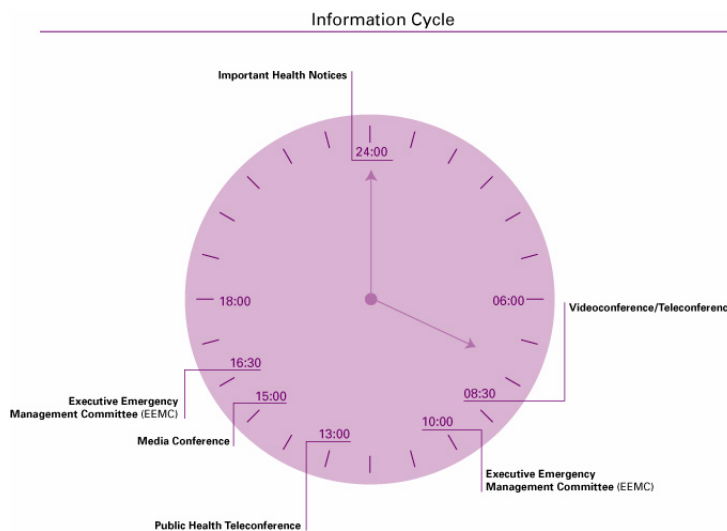 Information Cycle
Important Health Notices
24:00
18:00
06:00
Videoconference/Teleconference
16:30
08:30
Executive Emergency
Management Committee (EEMC)
15:00
10:00
Media Conference
13:00
Executive Emergency
Management Committee (EEMC)
Public Health Teleconference